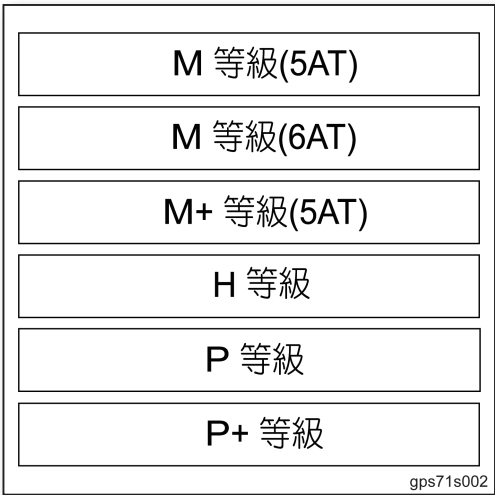 M 等級(5AT)
M 等級(6AT)
M+ 等級(5AT)
H 等級
P 等級
P+ 等級
gps71s002